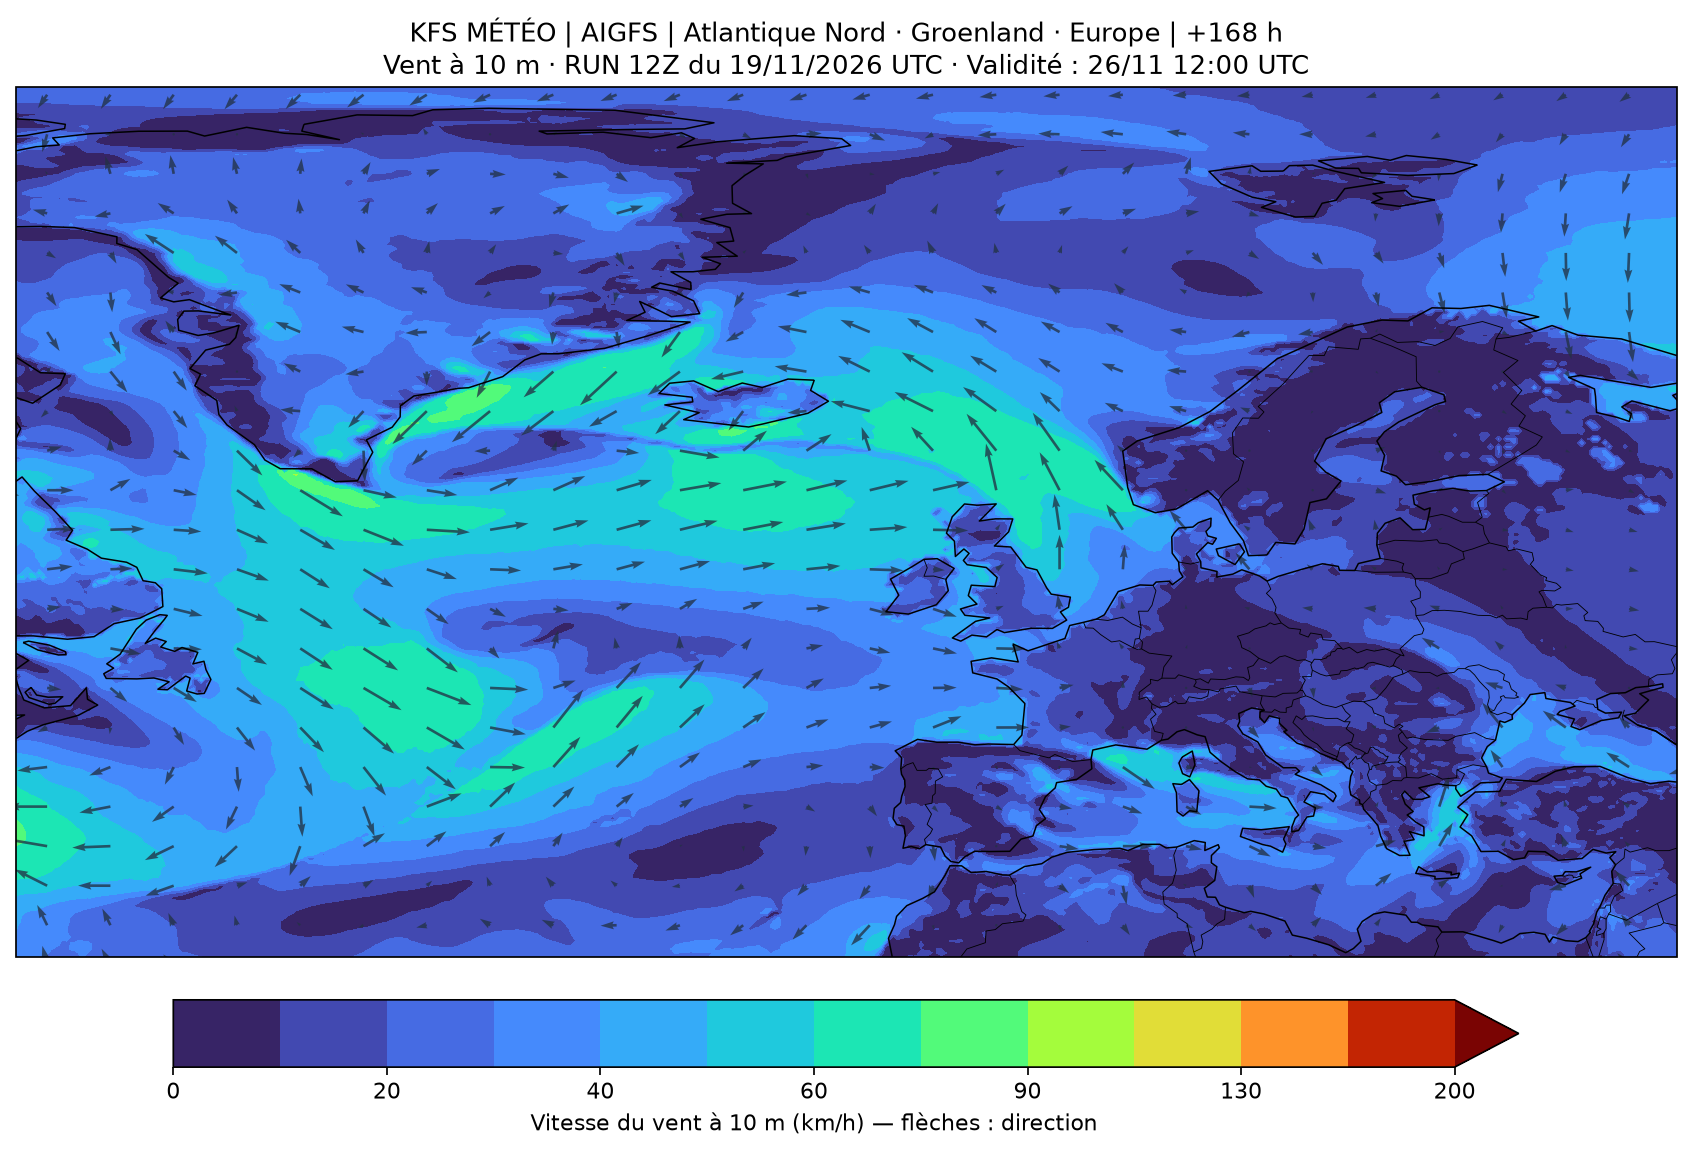 KFS MÉTÉO | AIGFS | Atlantique Nord · Groenland · Europe | +168 h
Vent à 10 m · RUN 12Z du 19/11/2026 UTC · Validité : 26/11 12:00 UTC
0 20 40 60 90 130 200
Vitesse du vent à 10 m (km/h) — flèches : direction